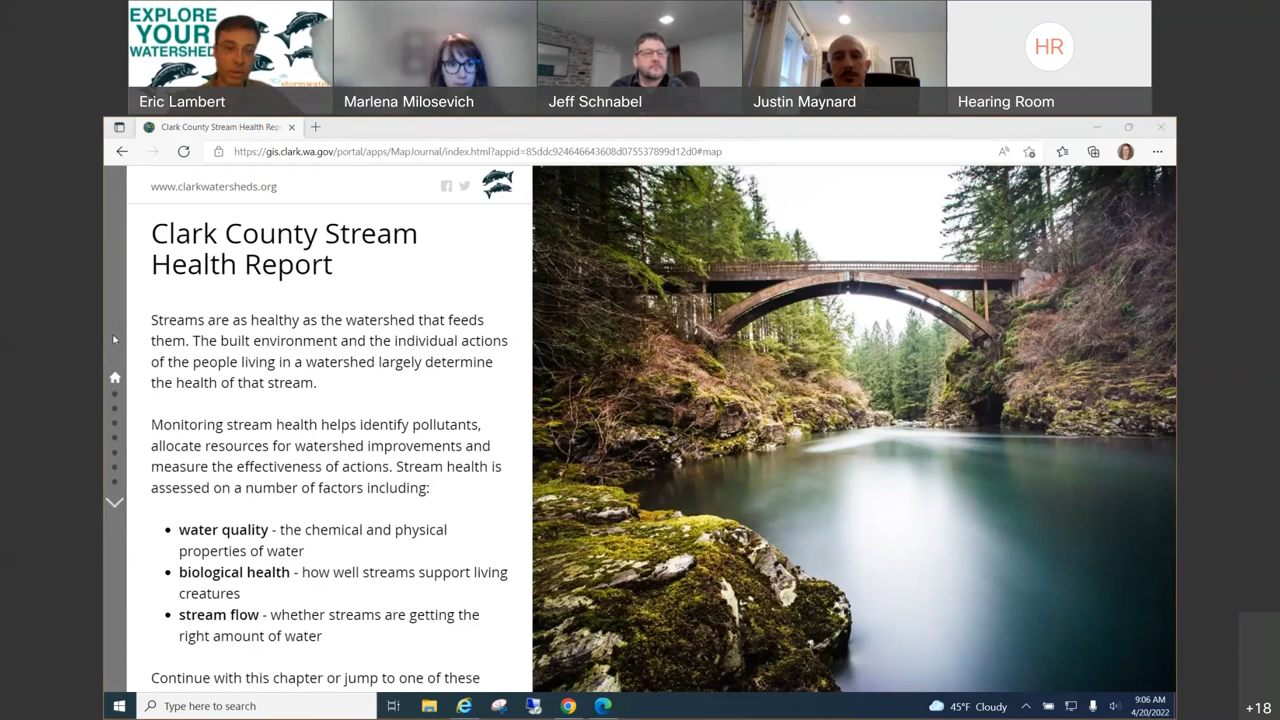 EXPLORE
YOUR
WATERSHED
stormwater
HR
Eric Lambert
Marlena Milosevich
Jeff Schnabel
Justin Maynard
Hearing Room
Clark County Stream Health Rep
https://gis.clark.wa.gov/portal/apps/MapJournal/index.html?appid=85ddc924646643608d075537899d12d0#map
www.clarkwatersheds.org
Clark County Stream
Health Report
Streams are as healthy as the watershed that feeds
them. The built environment and the individual actions
of the people living in a watershed largely determine
the health of that stream.
Monitoring stream health helps identify pollutants,
allocate resources for watershed improvements and
measure the effectiveness of actions. Stream health is
assessed on a number of factors including:
• water quality - the chemical and physical
properties of water
• biological health - how well streams support living
creatures
• stream flow - whether streams are getting the
right amount of water
Continue with this chapter or jump to one of these
Type here to search
45°F Cloudy
9:06 AM
4/20/2022
+18